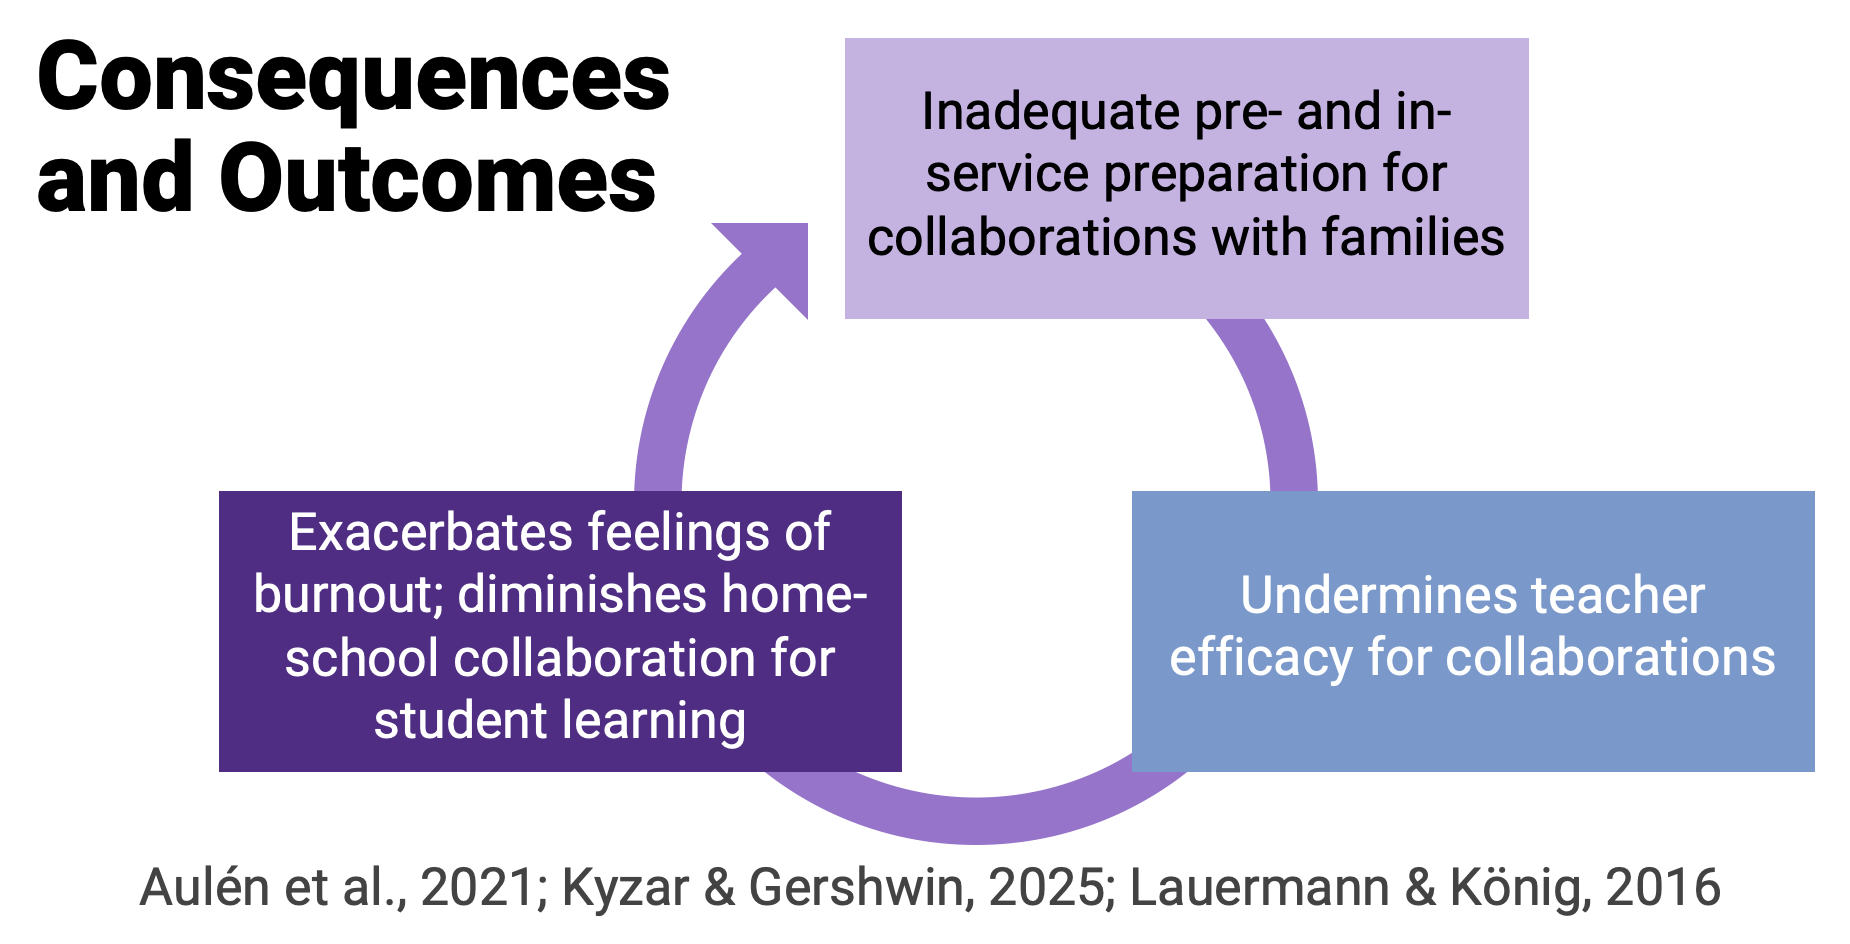 Consequences
and Outcomes
Inadequate pre- and in-
service preparation for
collaborations with families
Exacerbates feelings of
burnout; diminishes home-
school collaboration for
student learning
Undermines teacher
efficacy for collaborations
Aulén et al., 2021; Kyzar & Gershwin, 2025; Lauermann & König, 2016